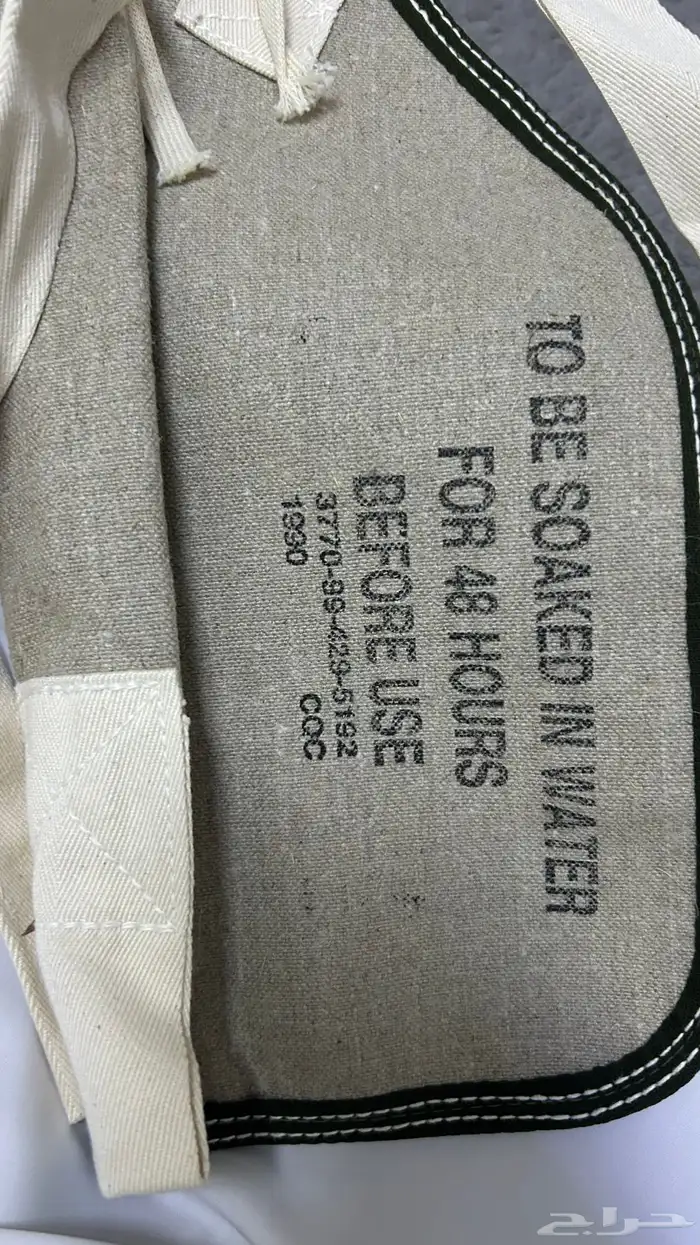 TO BE SOAKED IN WATER
FOR 48 HOURS
BEFORE USE
3770-99-429-5192
1990 CQC
حراج